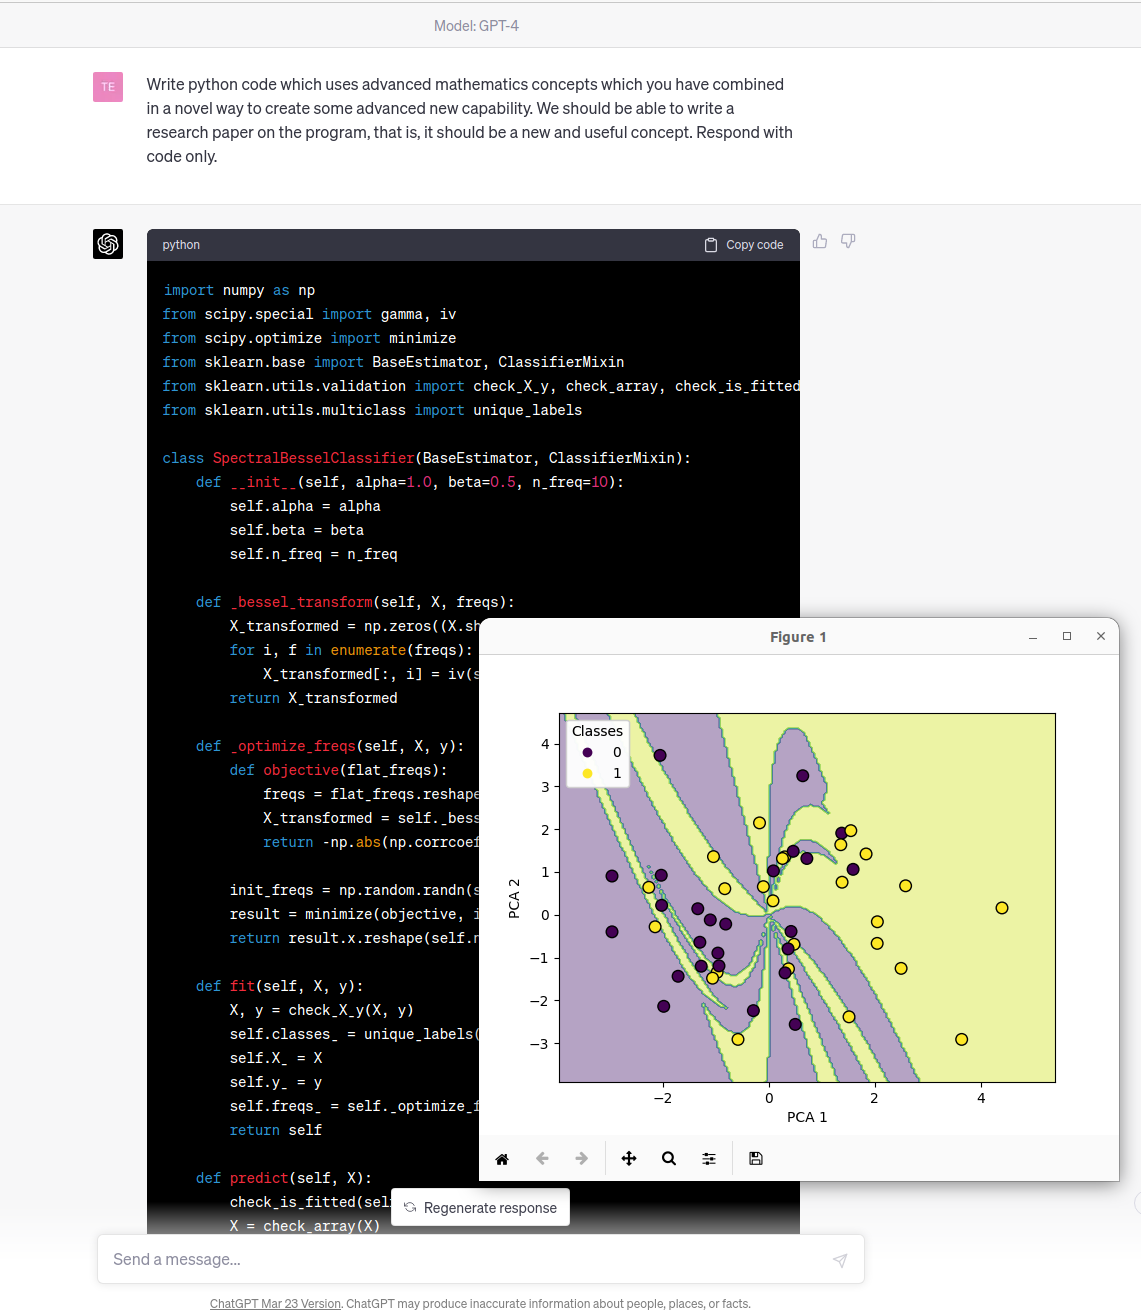 Model: GPT-4
TE
Write python code which uses advanced mathematics concepts which you have combined
in a novel way to create some advanced new capability. We should be able to write a
research paper on the program, that is, it should be a new and useful concept. Respond with
code only.
python
Copy code
import numpy as np
from scipy.special import gamma, iv
from scipy.optimize import minimize
from sklearn.base import BaseEstimator, ClassifierMixin
from sklearn.utils.validation import check_X_y, check_array, check_is_fitted
from sklearn.utils.multiclass import unique_labels
class SpectralBesselClassifier(BaseEstimator, ClassifierMixin):
def __init__(self, alpha=1.0, beta=0.5, n_freq=10):
self.alpha = alpha
self.beta = beta
self.n_freq = n_freq
def _bessel_transform(self, X, freqs):
X_transformed = np.zeros((X.sh
for i, f in enumerate(freqs):
X_transformed[:, i] = iv(s
return X_transformed
def _optimize_freqs(self, X, y):
def objective(flat_freqs):
freqs = flat_freqs.reshape
X_transformed = self._bess
return -np.abs(np.corrcoef
init_freqs = np.random.randn(s
result = minimize(objective, i
return result.x.reshape(self.n
def fit(self, X, y):
X, y = check_X_y(X, y)
self.classes_ = unique_labels(
self.X_ = X
self.y_ = y
self.freqs_ = self._optimize_f
return self
def predict(self, X):
check_is_fitted(sel
X = check_array(X)
Figure 1
Classes
0
1
4
3
2
1
0
−1
−2
−3
PCA 2
−2
0
2
4
PCA 1
Regenerate response
Send a message...
ChatGPT Mar 23 Version. ChatGPT may produce inaccurate information about people, places, or facts.